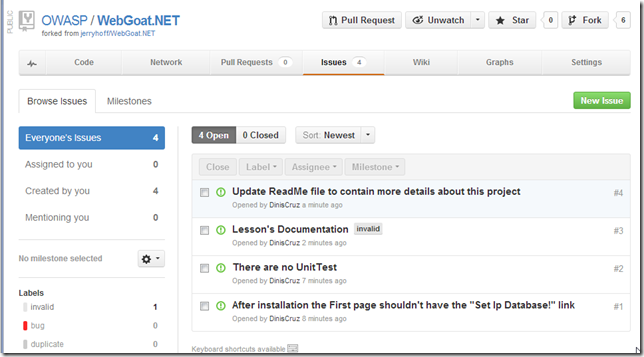 PUBLIC
OWASP / WebGoat.NET
forked from jerryhoff/WebGoat.NET
Pull Request
Unwatch
Star 0
Fork 6
Code
Network
Pull Requests 0
Issues 4
Wiki
Graphs
Settings
Browse Issues
Milestones
New Issue
Everyone's Issues 4
Assigned to you 0
Created by you 4
Mentioning you 0
No milestone selected
Labels
invalid 1
bug 0
duplicate 0
4 Open
0 Closed
Sort: Newest
Close
Label
Assignee
Milestone
Update ReadMe file to contain more details about this project #4
Opened by DinisCruz a minute ago
Lesson's Documentation invalid #3
Opened by DinisCruz 2 minutes ago
There are no UnitTest #2
Opened by DinisCruz 7 minutes ago
After installation the First page shouldn't have the "Set Ip Database!" link #1
Opened by DinisCruz 8 minutes ago
Keyboard shortcuts available